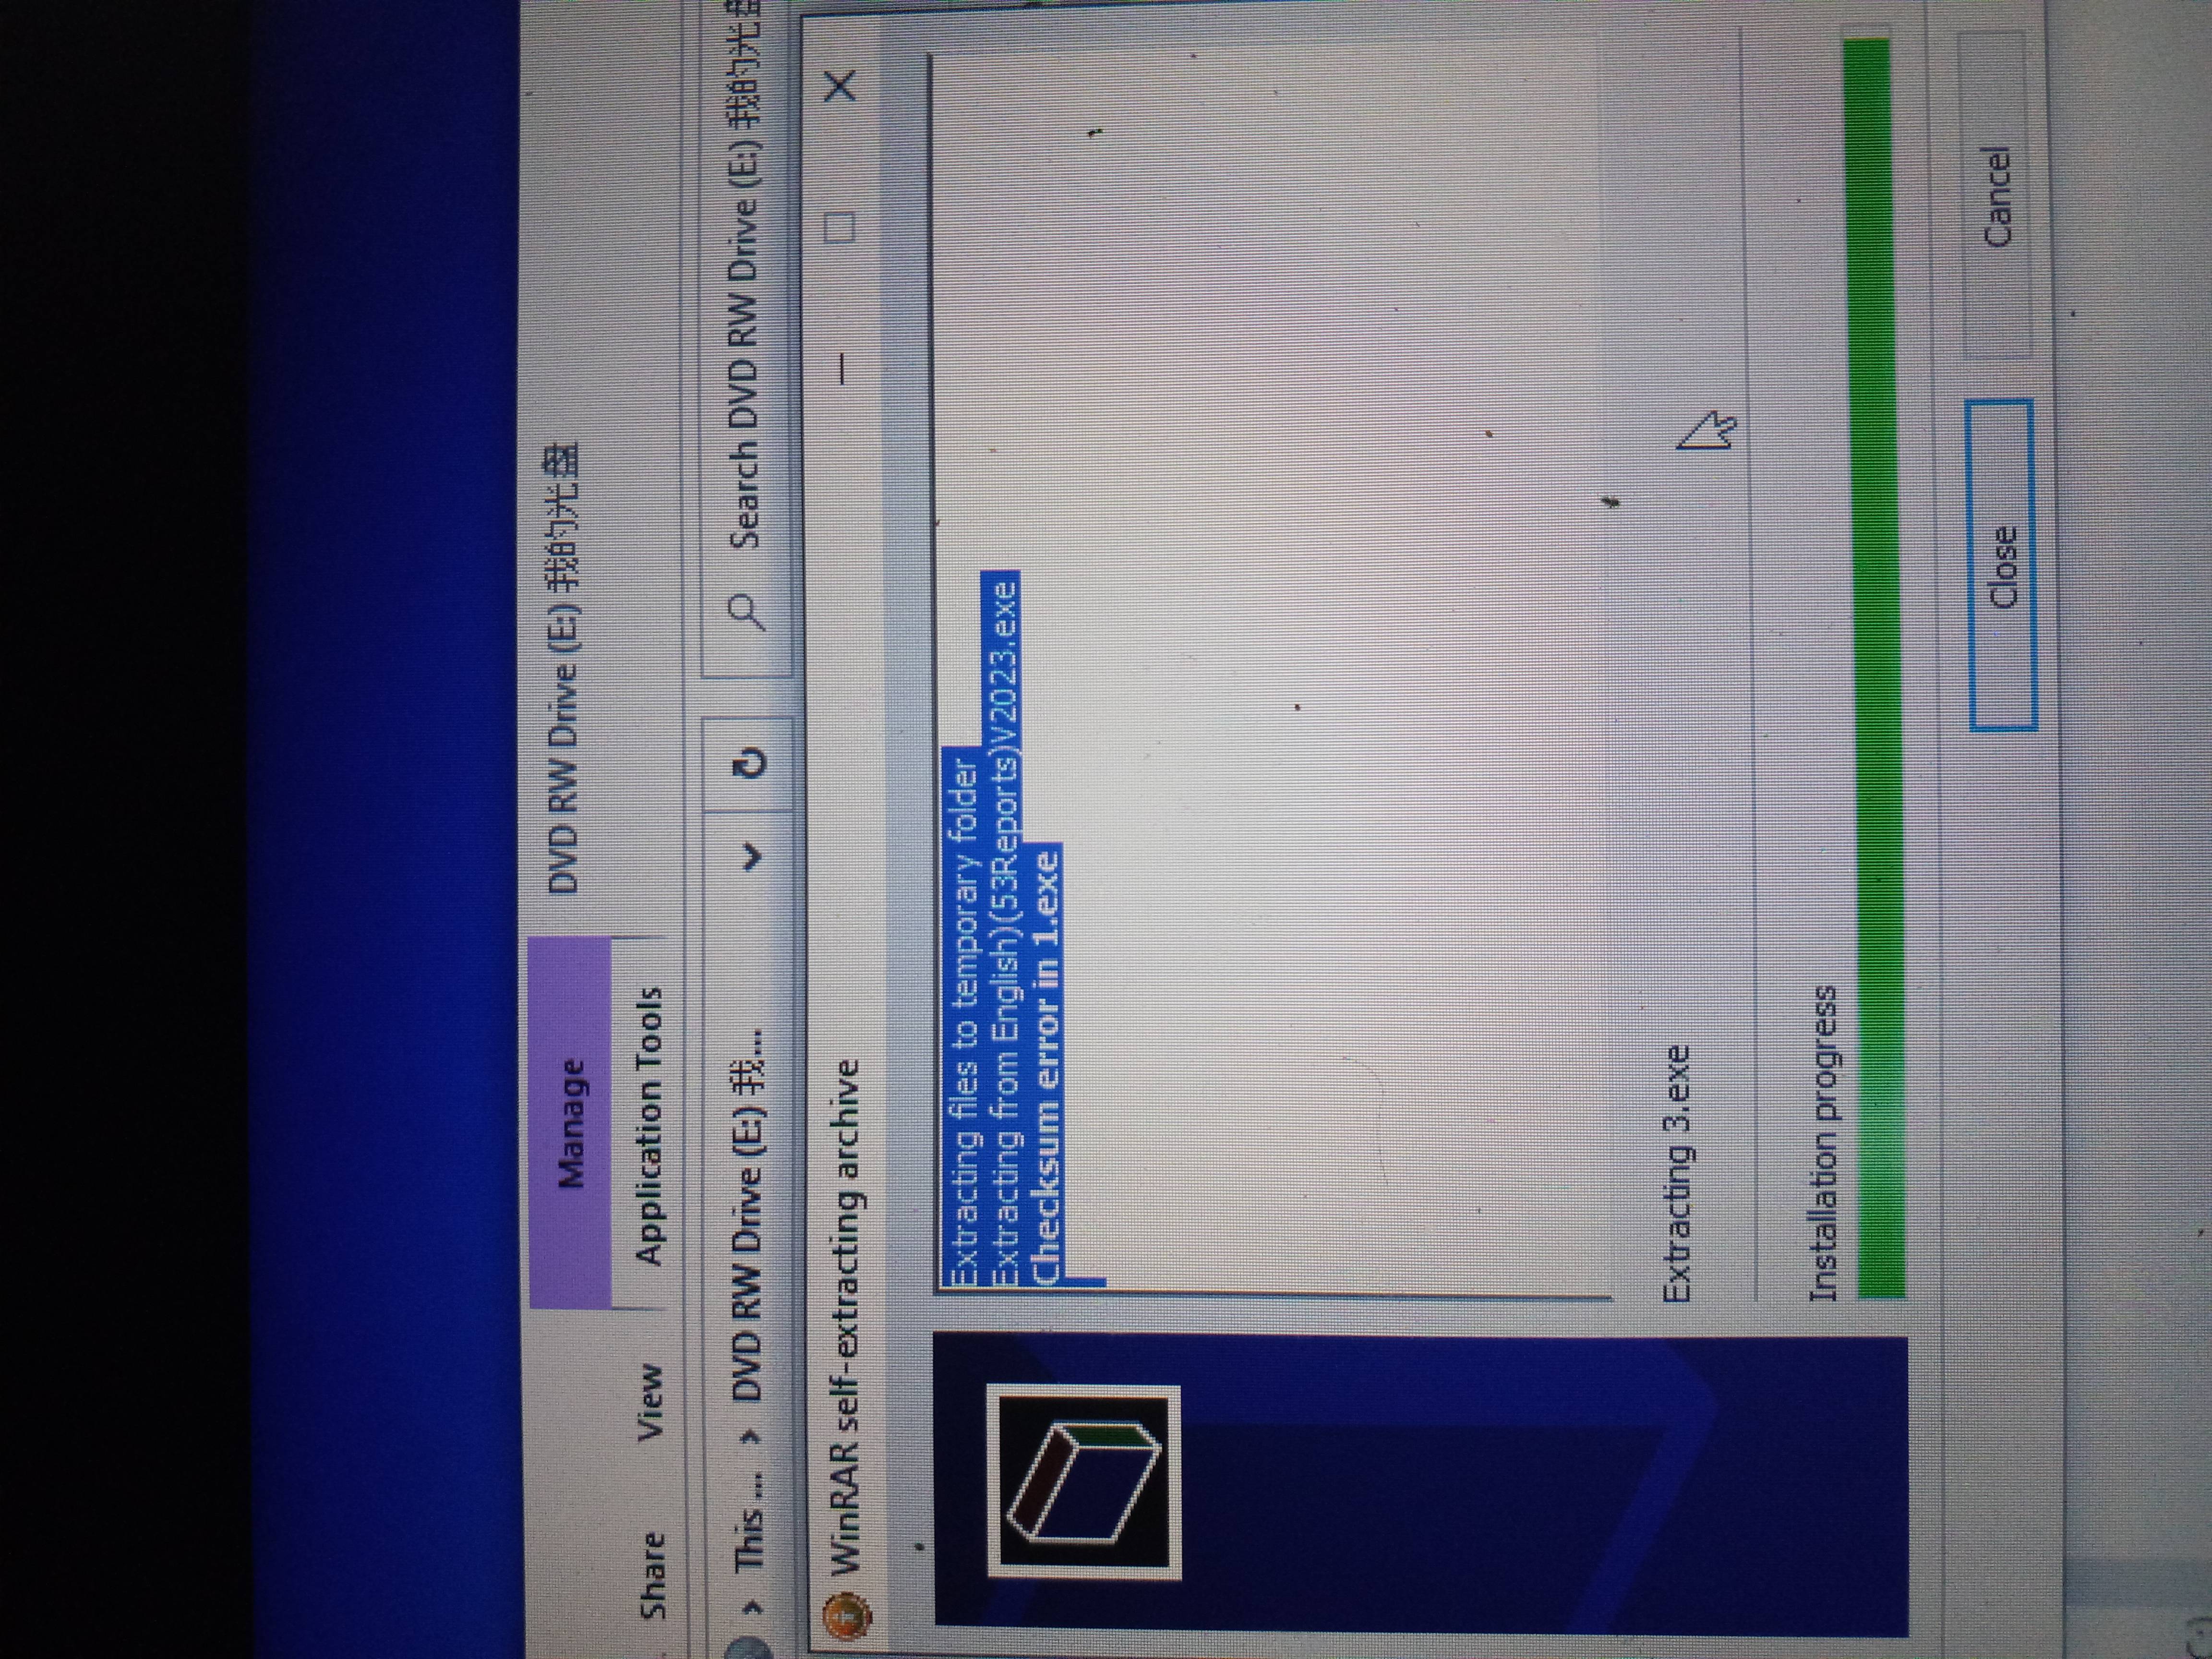 Manage
DVD RW Drive (E:) 我的光盘
Share
View
Application Tools
This ...
DVD RW Drive (E:) 我...
Search DVD RW Drive (E:) 我的光盘
WinRAR self-extracting archive
Extracting files to temporary folder
Extracting from English)(53Reports)V2023.exe
Checksum error in 1.exe
Extracting 3.exe
Installation progress
Close
Cancel